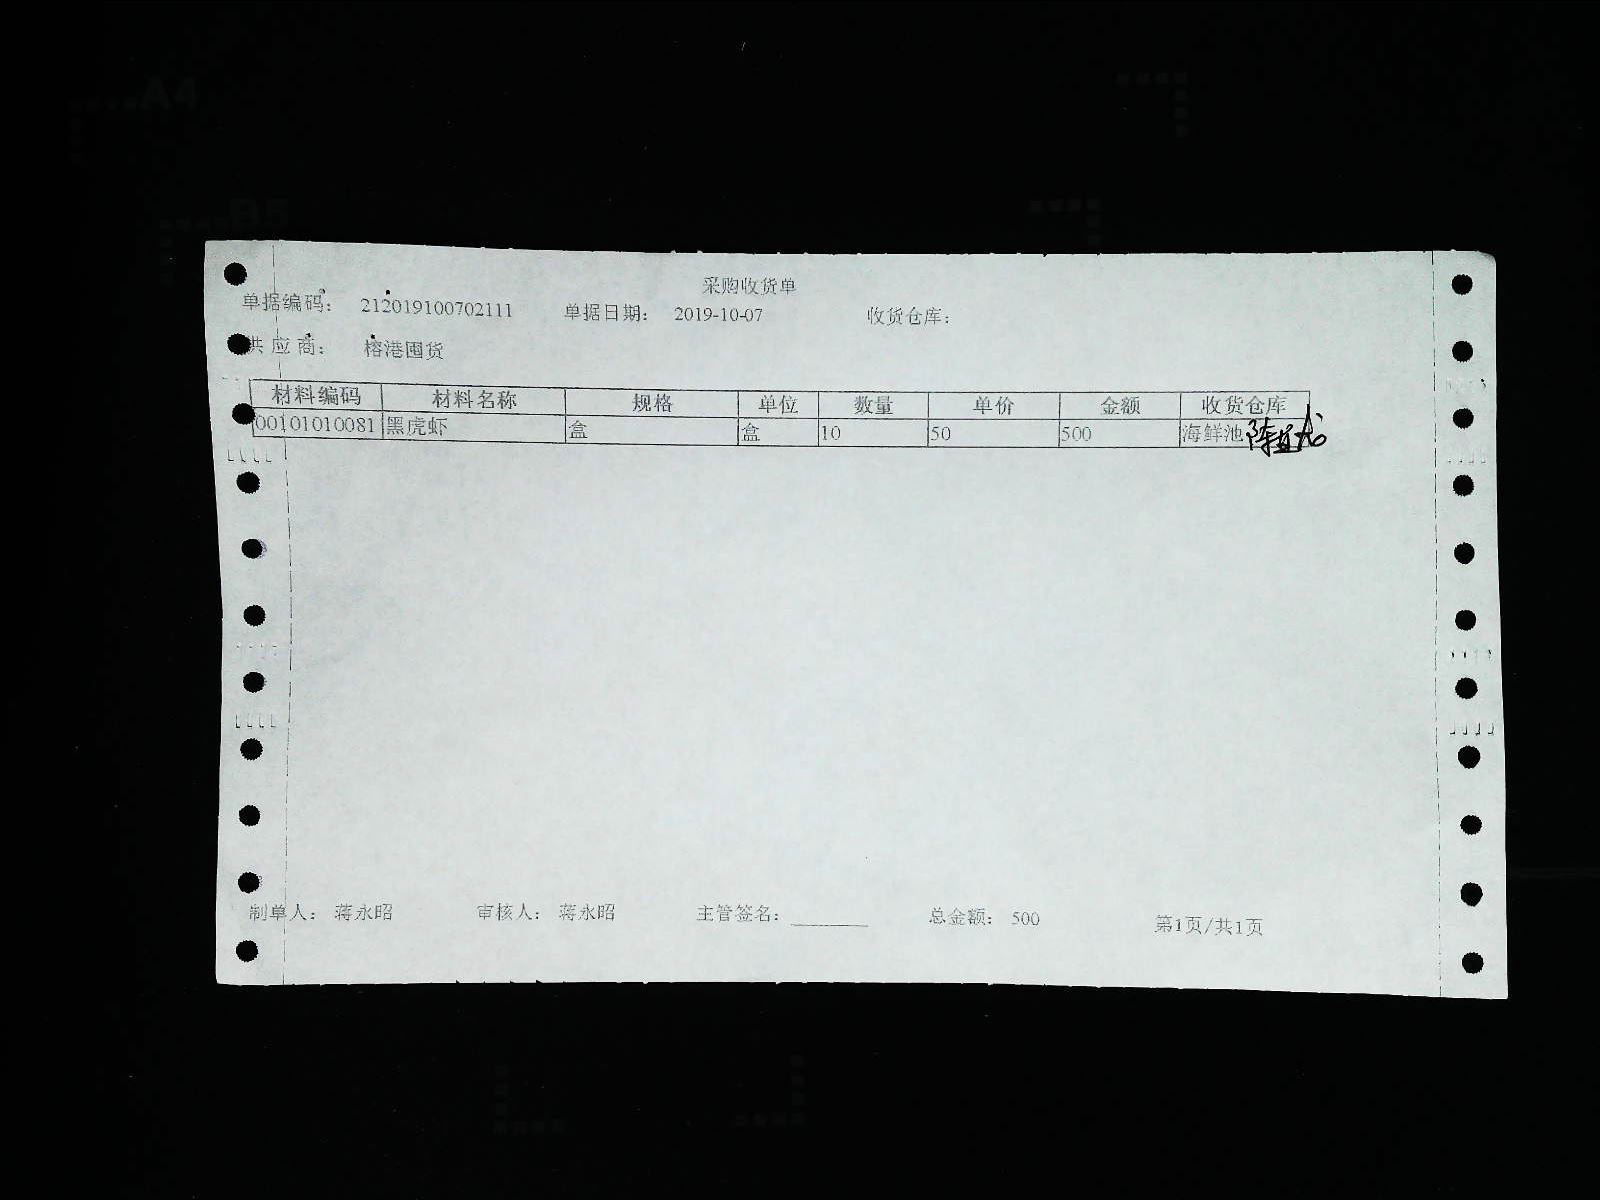 采购收货单
单据编码： 212019100702111 单据日期： 2019-10-07 收货仓库：
供应商： 榕港囤货
材料编码 材料名称 规格 单位 数量 单价 金额 收货仓库
00101010081 黑虎虾 盒 盒 10 50 500 海鲜池
制单人： 蒋永昭 审核人： 蒋永昭 主管签名： 总金额： 500 第1页/共1页